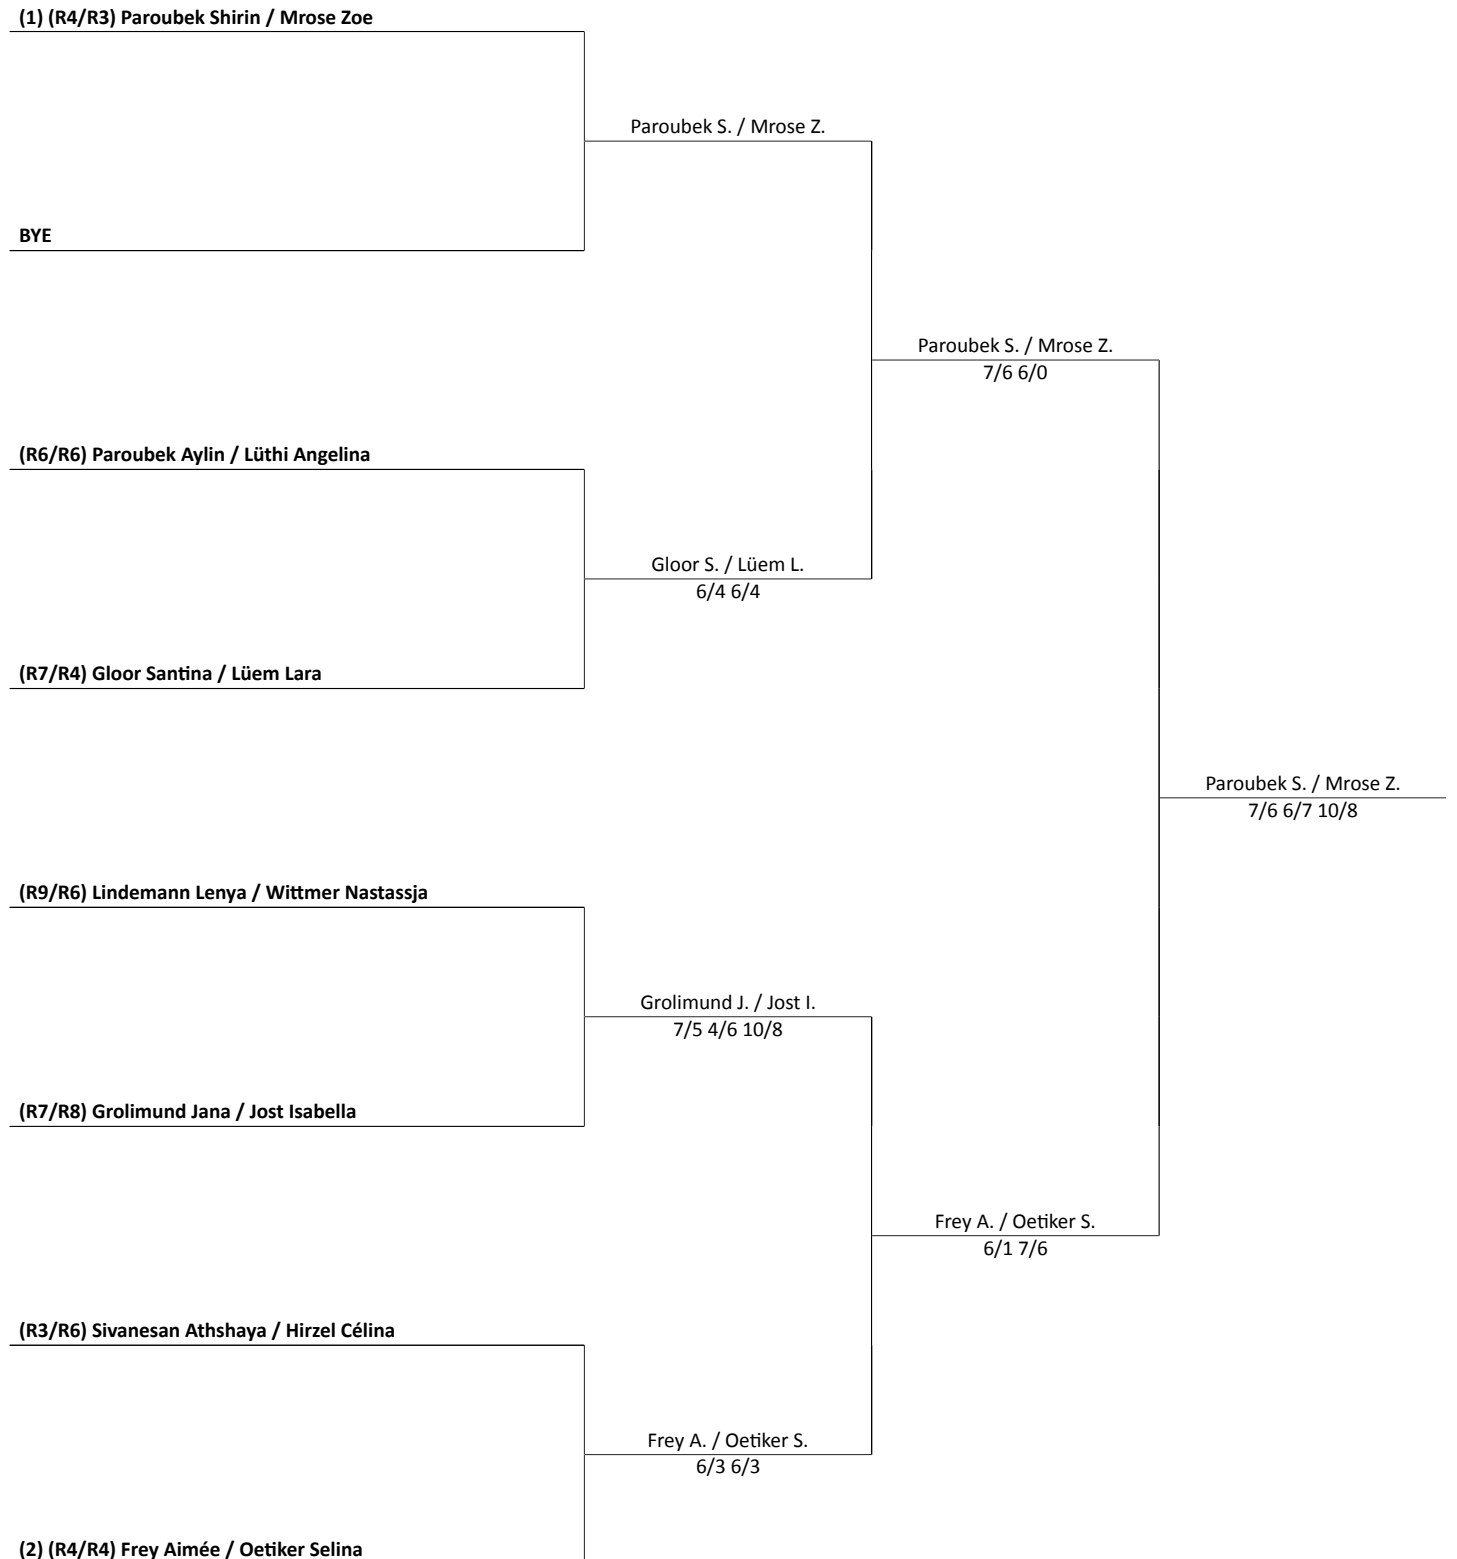 (1) (R4/R3) Paroubek Shirin / Mrose Zoe
Paroubek S. / Mrose Z.
BYE
Paroubek S. / Mrose Z.
7/6 6/0
(R6/R6) Paroubek Aylin / Lüthi Angelina
Gloor S. / Lüem L.
6/4 6/4
(R7/R4) Gloor Santina / Lüem Lara
Paroubek S. / Mrose Z.
7/6 6/7 10/8
(R9/R6) Lindemann Lenya / Wittmer Nastassja
Grolimund J. / Jost I.
7/5 4/6 10/8
(R7/R8) Grolimund Jana / Jost Isabella
Frey A. / Oetiker S.
6/1 7/6
(R3/R6) Sivanesan Athshaya / Hirzel Célina
Frey A. / Oetiker S.
6/3 6/3
(2) (R4/R4) Frey Aimée / Oetiker Selina